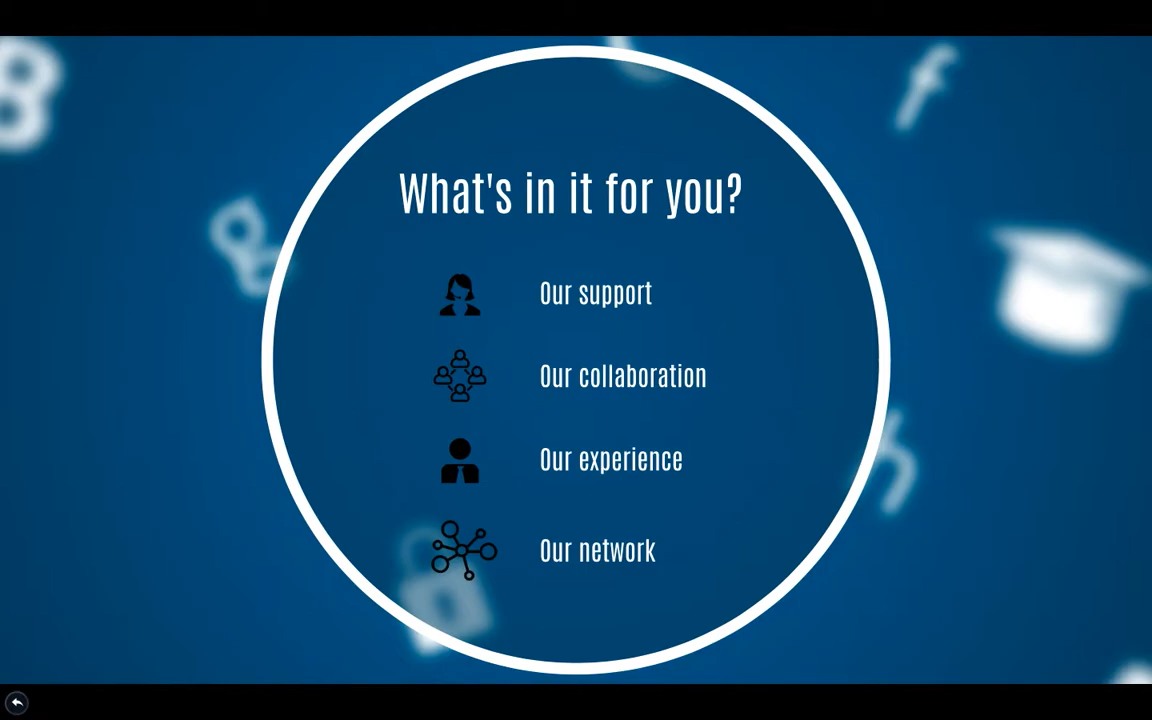 What's in it for you?
Our support
Our collaboration
Our experience
Our network